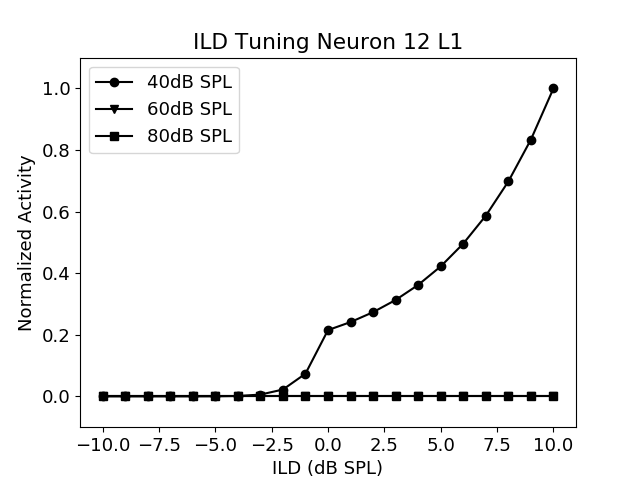 ILD Tuning Neuron 12 L1
40dB SPL
60dB SPL
80dB SPL
Normalized Activity
1.0
0.8
0.6
0.4
0.2
0.0
−10.0 −7.5 −5.0 −2.5 0.0 2.5 5.0 7.5 10.0
ILD (dB SPL)